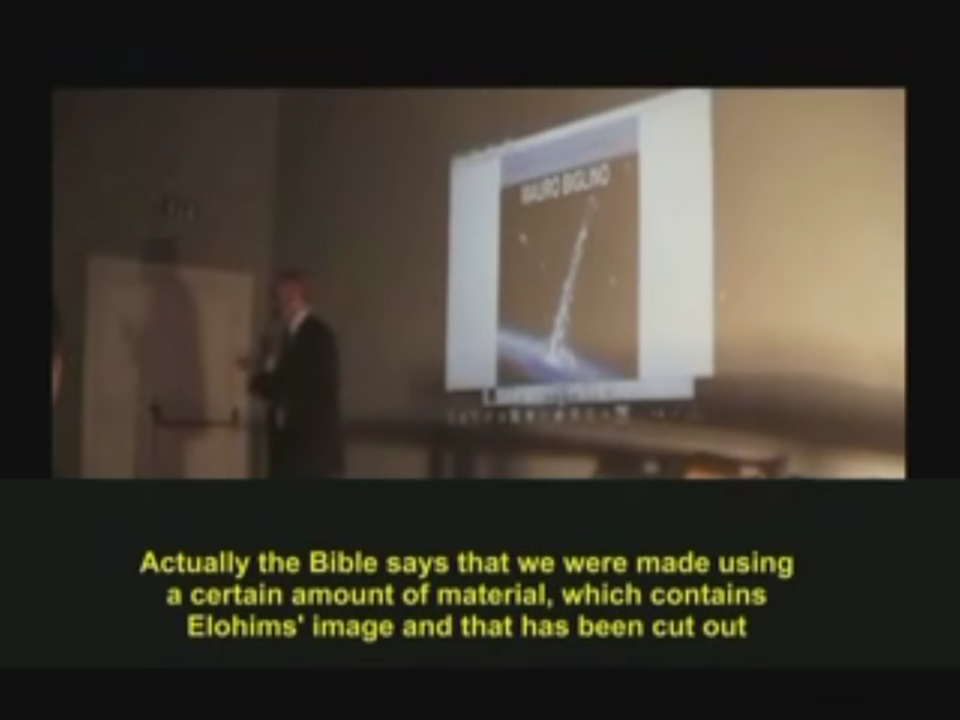 MAURO BIGLINO
Actually the Bible says that we were made using
a certain amount of material, which contains
Elohims' image and that has been cut out